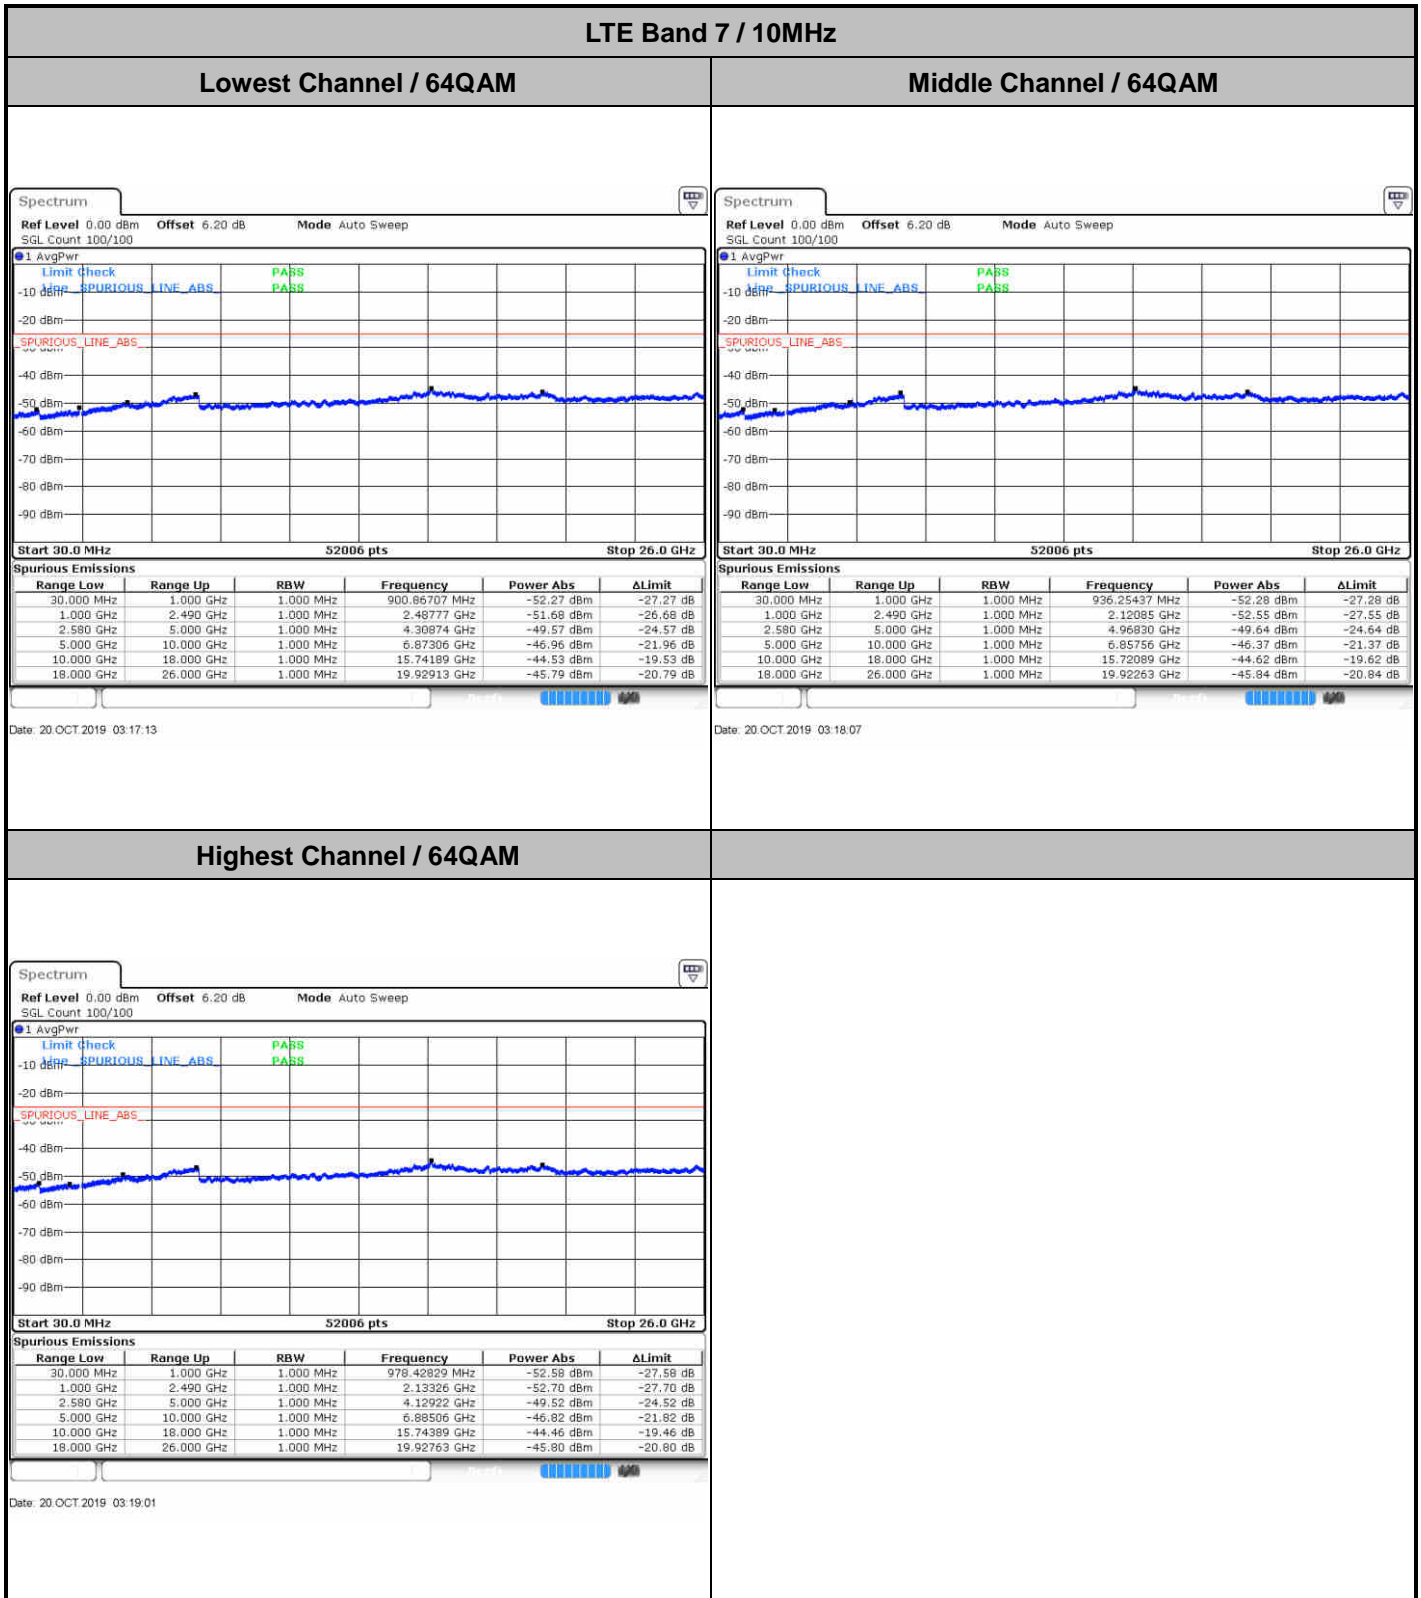 LTE Band 7 / 10MHz
Lowest Channel / 64QAM
Middle Channel / 64QAM
Spectrum
Ref Level 0.00 dBm Offset 6.20 dB Mode Auto Sweep
SGL Count 100/100
1 AvgPwr
Limit Check PASS
Line _SPURIOUS_LINE_ABS_ PASS
-10 dBm
-20 dBm
_SPURIOUS_LINE_ABS_
-40 dBm
-50 dBm
-60 dBm
-70 dBm
-80 dBm
-90 dBm
Start 30.0 MHz 52006 pts Stop 26.0 GHz
Spurious Emissions
Range Low Range Up RBW Frequency Power Abs ΔLimit
30.000 MHz 1.000 GHz 1.000 MHz 900.86707 MHz -52.27 dBm -27.27 dB
1.000 GHz 2.490 GHz 1.000 MHz 2.48777 GHz -51.68 dBm -26.68 dB
2.580 GHz 5.000 GHz 1.000 MHz 4.30874 GHz -49.57 dBm -24.57 dB
5.000 GHz 10.000 GHz 1.000 MHz 6.87306 GHz -46.96 dBm -21.96 dB
10.000 GHz 18.000 GHz 1.000 MHz 15.74189 GHz -44.53 dBm -19.53 dB
18.000 GHz 26.000 GHz 1.000 MHz 19.92913 GHz -45.79 dBm -20.79 dB
Date: 20.OCT.2019 03:17:13
Spectrum
Ref Level 0.00 dBm Offset 6.20 dB Mode Auto Sweep
SGL Count 100/100
1 AvgPwr
Limit Check PASS
Line _SPURIOUS_LINE_ABS_ PASS
-10 dBm
-20 dBm
_SPURIOUS_LINE_ABS_
-40 dBm
-50 dBm
-60 dBm
-70 dBm
-80 dBm
-90 dBm
Start 30.0 MHz 52006 pts Stop 26.0 GHz
Spurious Emissions
Range Low Range Up RBW Frequency Power Abs ΔLimit
30.000 MHz 1.000 GHz 1.000 MHz 936.25437 MHz -52.28 dBm -27.28 dB
1.000 GHz 2.490 GHz 1.000 MHz 2.12085 GHz -52.55 dBm -27.55 dB
2.580 GHz 5.000 GHz 1.000 MHz 4.96830 GHz -49.64 dBm -24.64 dB
5.000 GHz 10.000 GHz 1.000 MHz 6.85756 GHz -46.37 dBm -21.37 dB
10.000 GHz 18.000 GHz 1.000 MHz 15.72089 GHz -44.62 dBm -19.62 dB
18.000 GHz 26.000 GHz 1.000 MHz 19.92263 GHz -45.84 dBm -20.84 dB
Date: 20.OCT.2019 03:18:07
Highest Channel / 64QAM
Spectrum
Ref Level 0.00 dBm Offset 6.20 dB Mode Auto Sweep
SGL Count 100/100
1 AvgPwr
Limit Check PASS
Line _SPURIOUS_LINE_ABS_ PASS
-10 dBm
-20 dBm
_SPURIOUS_LINE_ABS_
-40 dBm
-50 dBm
-60 dBm
-70 dBm
-80 dBm
-90 dBm
Start 30.0 MHz 52006 pts Stop 26.0 GHz
Spurious Emissions
Range Low Range Up RBW Frequency Power Abs ΔLimit
30.000 MHz 1.000 GHz 1.000 MHz 978.42829 MHz -52.58 dBm -27.58 dB
1.000 GHz 2.490 GHz 1.000 MHz 2.13326 GHz -52.70 dBm -27.70 dB
2.580 GHz 5.000 GHz 1.000 MHz 4.12922 GHz -49.52 dBm -24.52 dB
5.000 GHz 10.000 GHz 1.000 MHz 6.88506 GHz -46.82 dBm -21.82 dB
10.000 GHz 18.000 GHz 1.000 MHz 15.74389 GHz -44.46 dBm -19.46 dB
18.000 GHz 26.000 GHz 1.000 MHz 19.92763 GHz -45.80 dBm -20.80 dB
Date: 20.OCT.2019 03:19:01